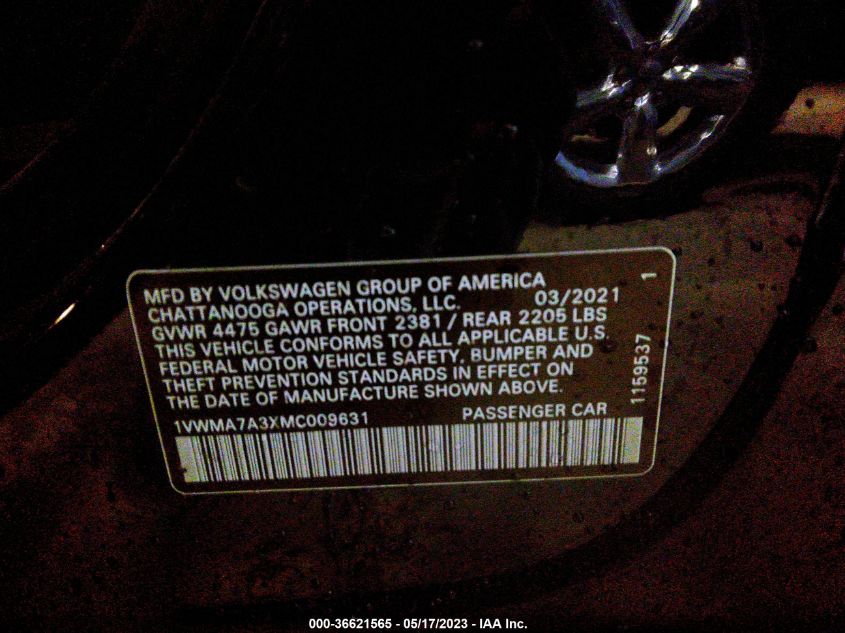 MFD BY VOLKSWAGEN GROUP OF AMERICA
CHATTANOOGA OPERATIONS, LLC. 03/2021 1
GVWR 4475 GAWR FRONT 2381 / REAR 2205 LBS
THIS VEHICLE CONFORMS TO ALL APPLICABLE U.S.
FEDERAL MOTOR VEHICLE SAFETY, BUMPER AND
THEFT PREVENTION STANDARDS IN EFFECT ON
THE DATE OF MANUFACTURE SHOWN ABOVE.
1159537
1VWMA7A3XMC009631 PASSENGER CAR
000-36621565 - 05/17/2023 - IAA Inc.